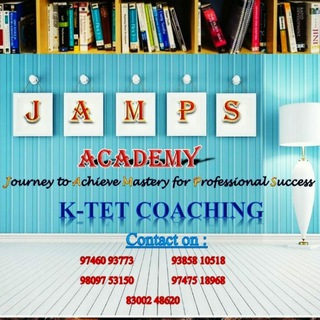 J A M P S
ACADEMY
Journey to Achieve Mastery for Professional Success
K-TET COACHING
Contact on :
97460 93773 93858 10518
98097 53150 97475 18968
83002 48620